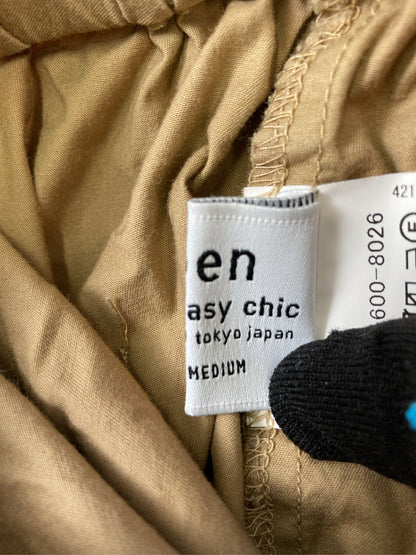 en
asy chic
tokyo japan
MEDIUM
421
600-8026
E